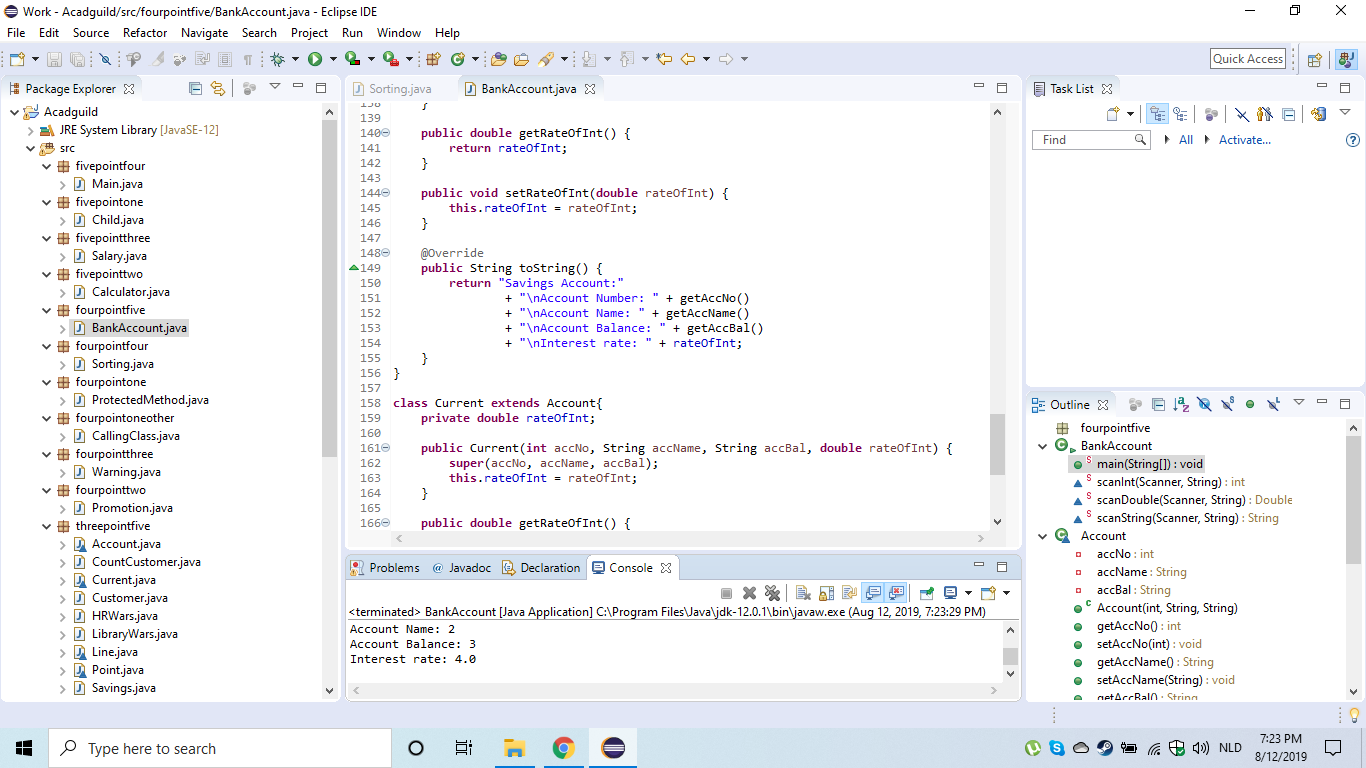 Work - Acadguild/src/fourpointfive/BankAccount.java - Eclipse IDE
File Edit Source Refactor Navigate Search Project Run Window Help
Quick Access
Package Explorer
Acadguild
JRE System Library [JavaSE-12]
src
fivepointfour
Main.java
fivepointone
Child.java
fivepointthree
Salary.java
fivepointtwo
Calculator.java
fourpointfive
BankAccount.java
fourpointfour
Sorting.java
fourpointone
ProtectedMethod.java
fourpointoneother
CallingClass.java
fourpointthree
Warning.java
fourpointtwo
Promotion.java
threepointfive
Account.java
CountCustomer.java
Current.java
Customer.java
HRWars.java
LibraryWars.java
Line.java
Point.java
Savings.java
Sorting.java BankAccount.java
138 }
139
140 public double getRateOfInt() {
141 return rateOfInt;
142 }
143
144 public void setRateOfInt(double rateOfInt) {
145 this.rateOfInt = rateOfInt;
146 }
147
148 @Override
149 public String toString() {
150 return "Savings Account:"
151 + "\nAccount Number: " + getAccNo()
152 + "\nAccount Name: " + getAccName()
153 + "\nAccount Balance: " + getAccBal()
154 + "\nInterest rate: " + rateOfInt;
155 }
156 }
157
158 class Current extends Account{
159 private double rateOfInt;
160
161 public Current(int accNo, String accName, String accBal, double rateOfInt) {
162 super(accNo, accName, accBal);
163 this.rateOfInt = rateOfInt;
164 }
165
166 public double getRateOfInt() {
Problems @ Javadoc Declaration Console
<terminated> BankAccount [Java Application] C:\Program Files\Java\jdk-12.0.1\bin\javaw.exe (Aug 12, 2019, 7:23:29 PM)
Account Name: 2
Account Balance: 3
Interest rate: 4.0
Task List
Find All Activate...
Outline
fourpointfive
BankAccount
main(String[]) : void
scanInt(Scanner, String) : int
scanDouble(Scanner, String) : Double
scanString(Scanner, String) : String
Account
accNo : int
accName : String
accBal : String
Account(int, String, String)
getAccNo() : int
setAccNo(int) : void
getAccName() : String
setAccName(String) : void
getAccBal() : String
Type here to search
NLD
7:23 PM
8/12/2019